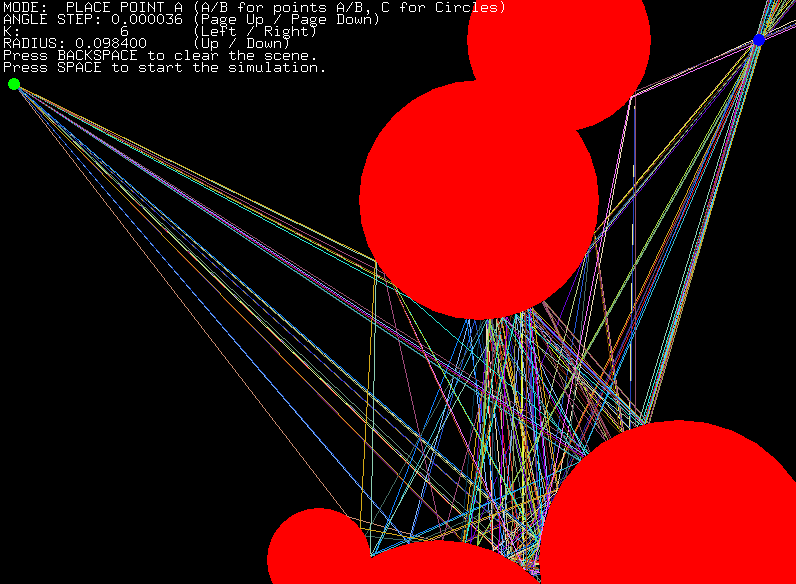 MODE:  PLACE POINT A (A/B for points A/B, C for Circles)
ANGLE STEP: 0.000036 (Page Up / Page Down)
K:            6        (Left / Right)
RADIUS: 0.098400      (Up / Down)
Press BACKSPACE to clear the scene.
Press SPACE to start the simulation.